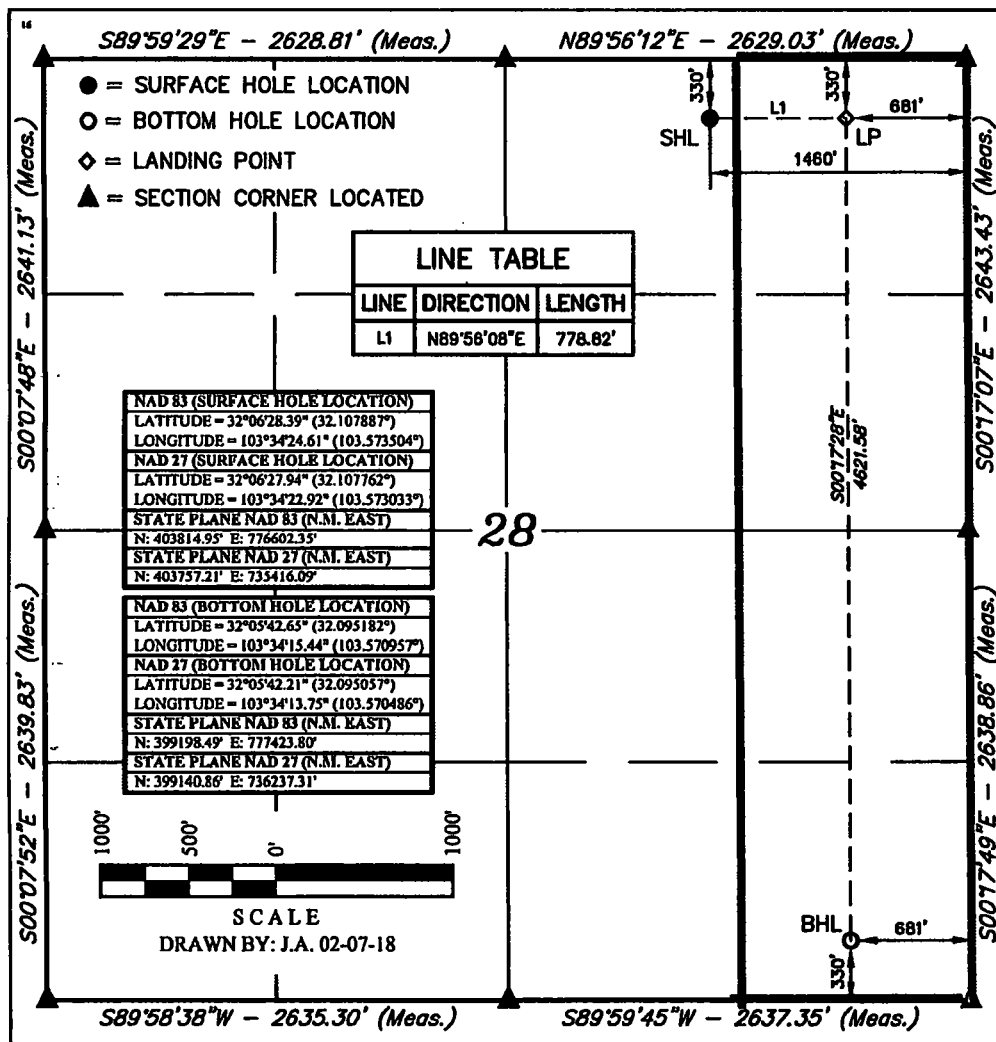 16
S89°59'29"E – 2628.81' (Meas.)
N89°56'12"E – 2629.03' (Meas.)
● = SURFACE HOLE LOCATION
○ = BOTTOM HOLE LOCATION
◇ = LANDING POINT
▲ = SECTION CORNER LOCATED
330'
330'
L1
681'
SHL
LP
1460'
S00°07'48"E – 2641.13' (Meas.)
S00°17'07"E – 2643.43' (Meas.)
LINE TABLE
LINE DIRECTION LENGTH
L1 N89°56'08"E 778.82'
NAD 83 (SURFACE HOLE LOCATION)
LATITUDE = 32°06'28.39" (32.107887°)
LONGITUDE = 103°34'24.61" (103.573504°)
NAD 27 (SURFACE HOLE LOCATION)
LATITUDE = 32°06'27.94" (32.107762°)
LONGITUDE = 103°34'22.92" (103.573033°)
STATE PLANE NAD 83 (N.M. EAST)
N: 403814.95' E: 776602.35'
STATE PLANE NAD 27 (N.M. EAST)
N: 403757.21' E: 735416.09'
S00°17'28"E
4621.58'
28
NAD 83 (BOTTOM HOLE LOCATION)
LATITUDE = 32°05'42.65" (32.095182°)
LONGITUDE = 103°34'15.44" (103.570957°)
NAD 27 (BOTTOM HOLE LOCATION)
LATITUDE = 32°05'42.21" (32.095057°)
LONGITUDE = 103°34'13.75" (103.570486°)
STATE PLANE NAD 83 (N.M. EAST)
N: 399198.49' E: 777423.80'
STATE PLANE NAD 27 (N.M. EAST)
N: 399140.86' E: 736237.31'
S00°07'52"E – 2639.83' (Meas.)
S00°17'49"E – 2638.86' (Meas.)
1000' 500' 0' 1000'
SCALE
DRAWN BY: J.A. 02-07-18
BHL
681'
330'
S89°58'38"W – 2635.30' (Meas.)
S89°59'45"W – 2637.35' (Meas.)